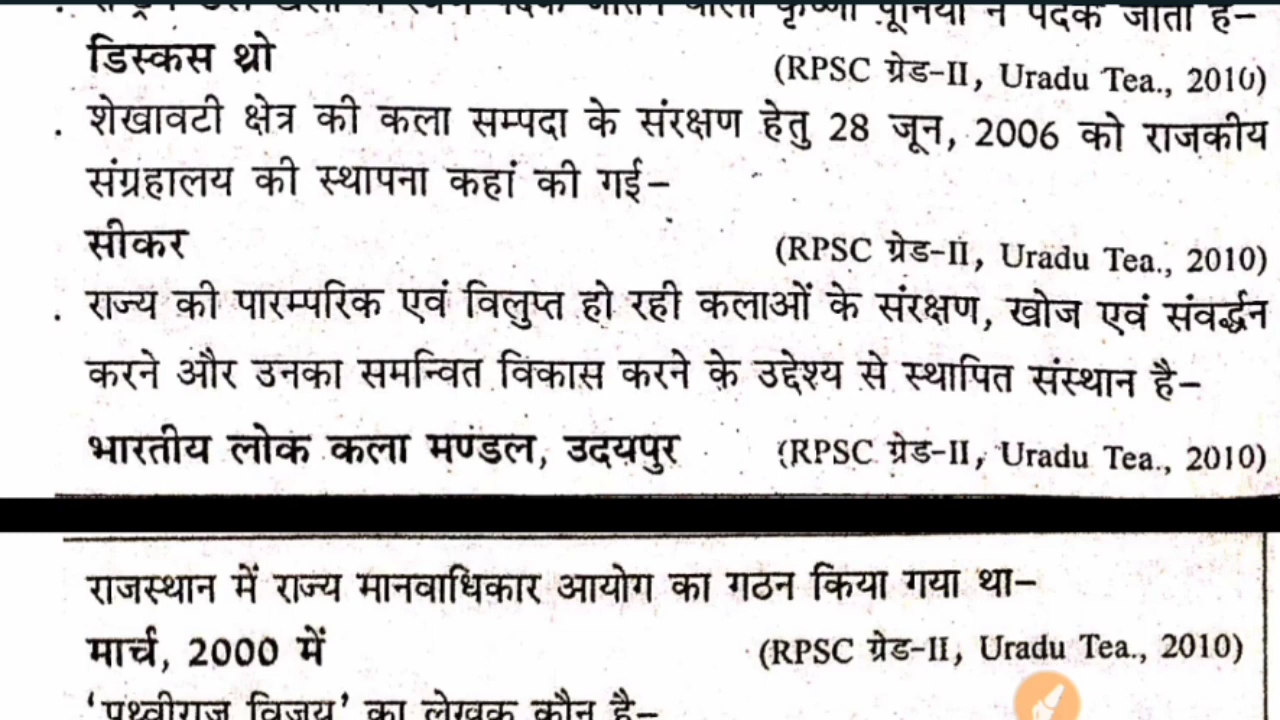 कृष्णा पूनिया ने पदक जीता है–
डिस्कस थ्रो (RPSC ग्रेड-II, Uradu Tea., 2010)
. शेखावटी क्षेत्र की कला सम्पदा के संरक्षण हेतु 28 जून, 2006 को राजकीय
संग्रहालय की स्थापना कहां की गई–
सीकर (RPSC ग्रेड-II, Uradu Tea., 2010)
. राज्य की पारम्परिक एवं विलुप्त हो रही कलाओं के संरक्षण, खोज एवं संवर्द्धन
करने और उनका समन्वित विकास करने के उद्देश्य से स्थापित संस्थान है–
भारतीय लोक कला मण्डल, उदयपुर (RPSC ग्रेड-II, Uradu Tea., 2010)
राजस्थान में राज्य मानवाधिकार आयोग का गठन किया गया था–
मार्च, 2000 में (RPSC ग्रेड-II, Uradu Tea., 2010)
‘पृथ्वीराज विजय’ का लेखक कौन है–